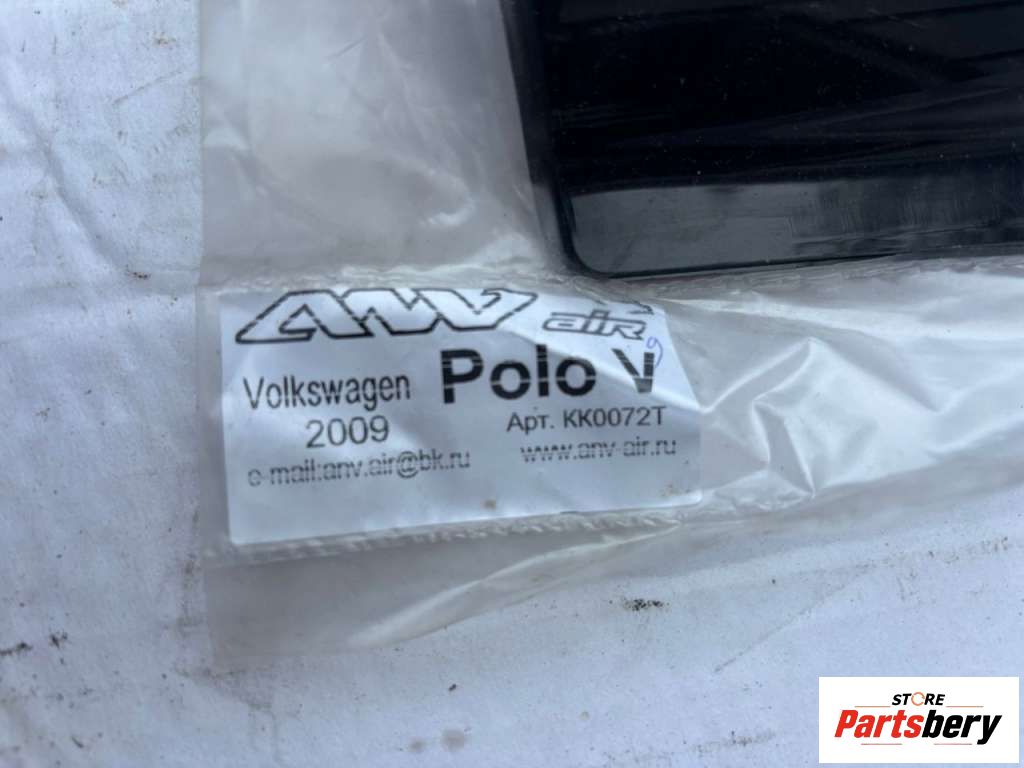 ANV air
Volkswagen Polo V
2009 Арт. KK0072T
e-mail:anv.air@bk.ru www.anv-air.ru
STORE
Partsbery